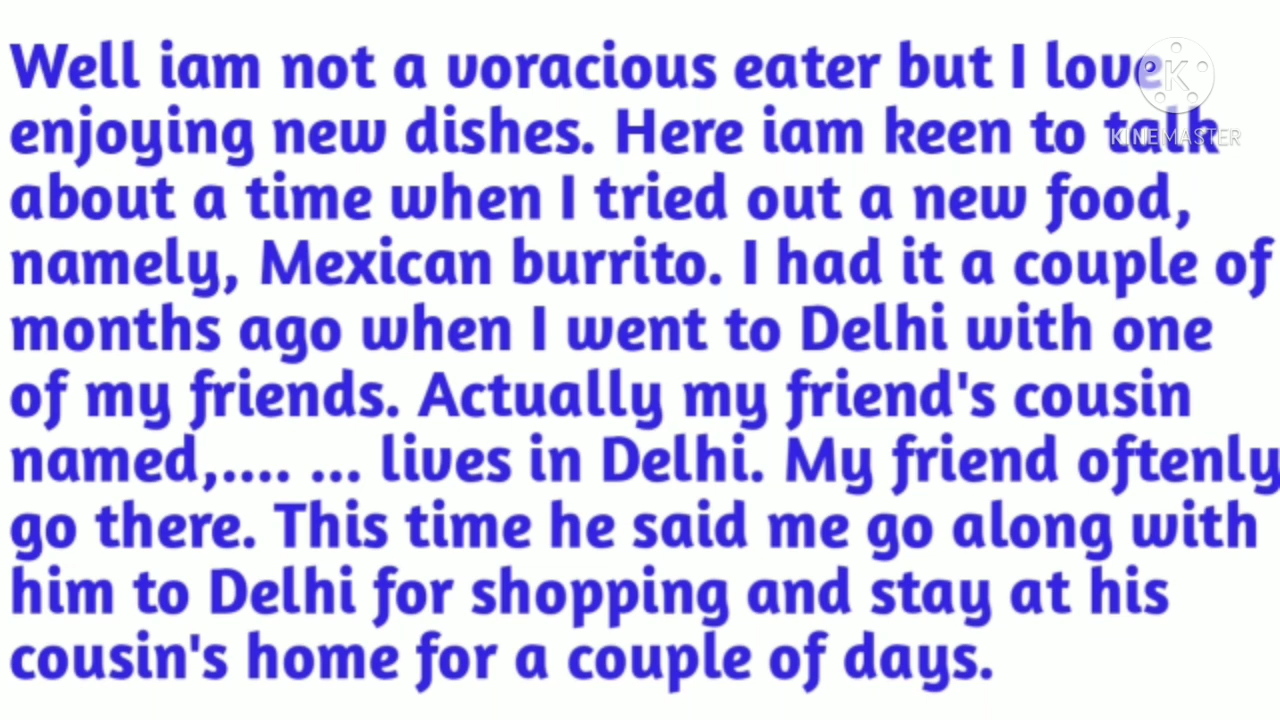 Well iam not a voracious eater but I love
enjoying new dishes. Here iam keen to talk
about a time when I tried out a new food,
namely, Mexican burrito. I had it a couple of
months ago when I went to Delhi with one
of my friends. Actually my friend's cousin
named,.... ... lives in Delhi. My friend oftenly
go there. This time he said me go along with
him to Delhi for shopping and stay at his
cousin's home for a couple of days.
K
KINEMASTER